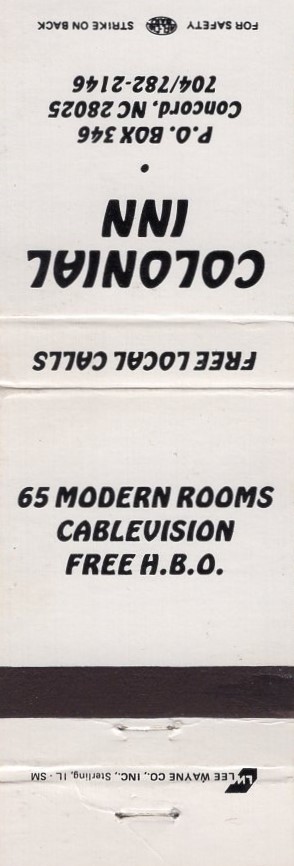 FOR SAFETY STRIKE ON BACK
COLONIAL
INN
•
P.O. BOX 346
Concord, NC 28025
704/782-2146
FREE LOCAL CALLS
65 MODERN ROOMS
CABLEVISION
FREE H.B.O.
LW LEE WAYNE CO., INC., Sterling, IL - SM